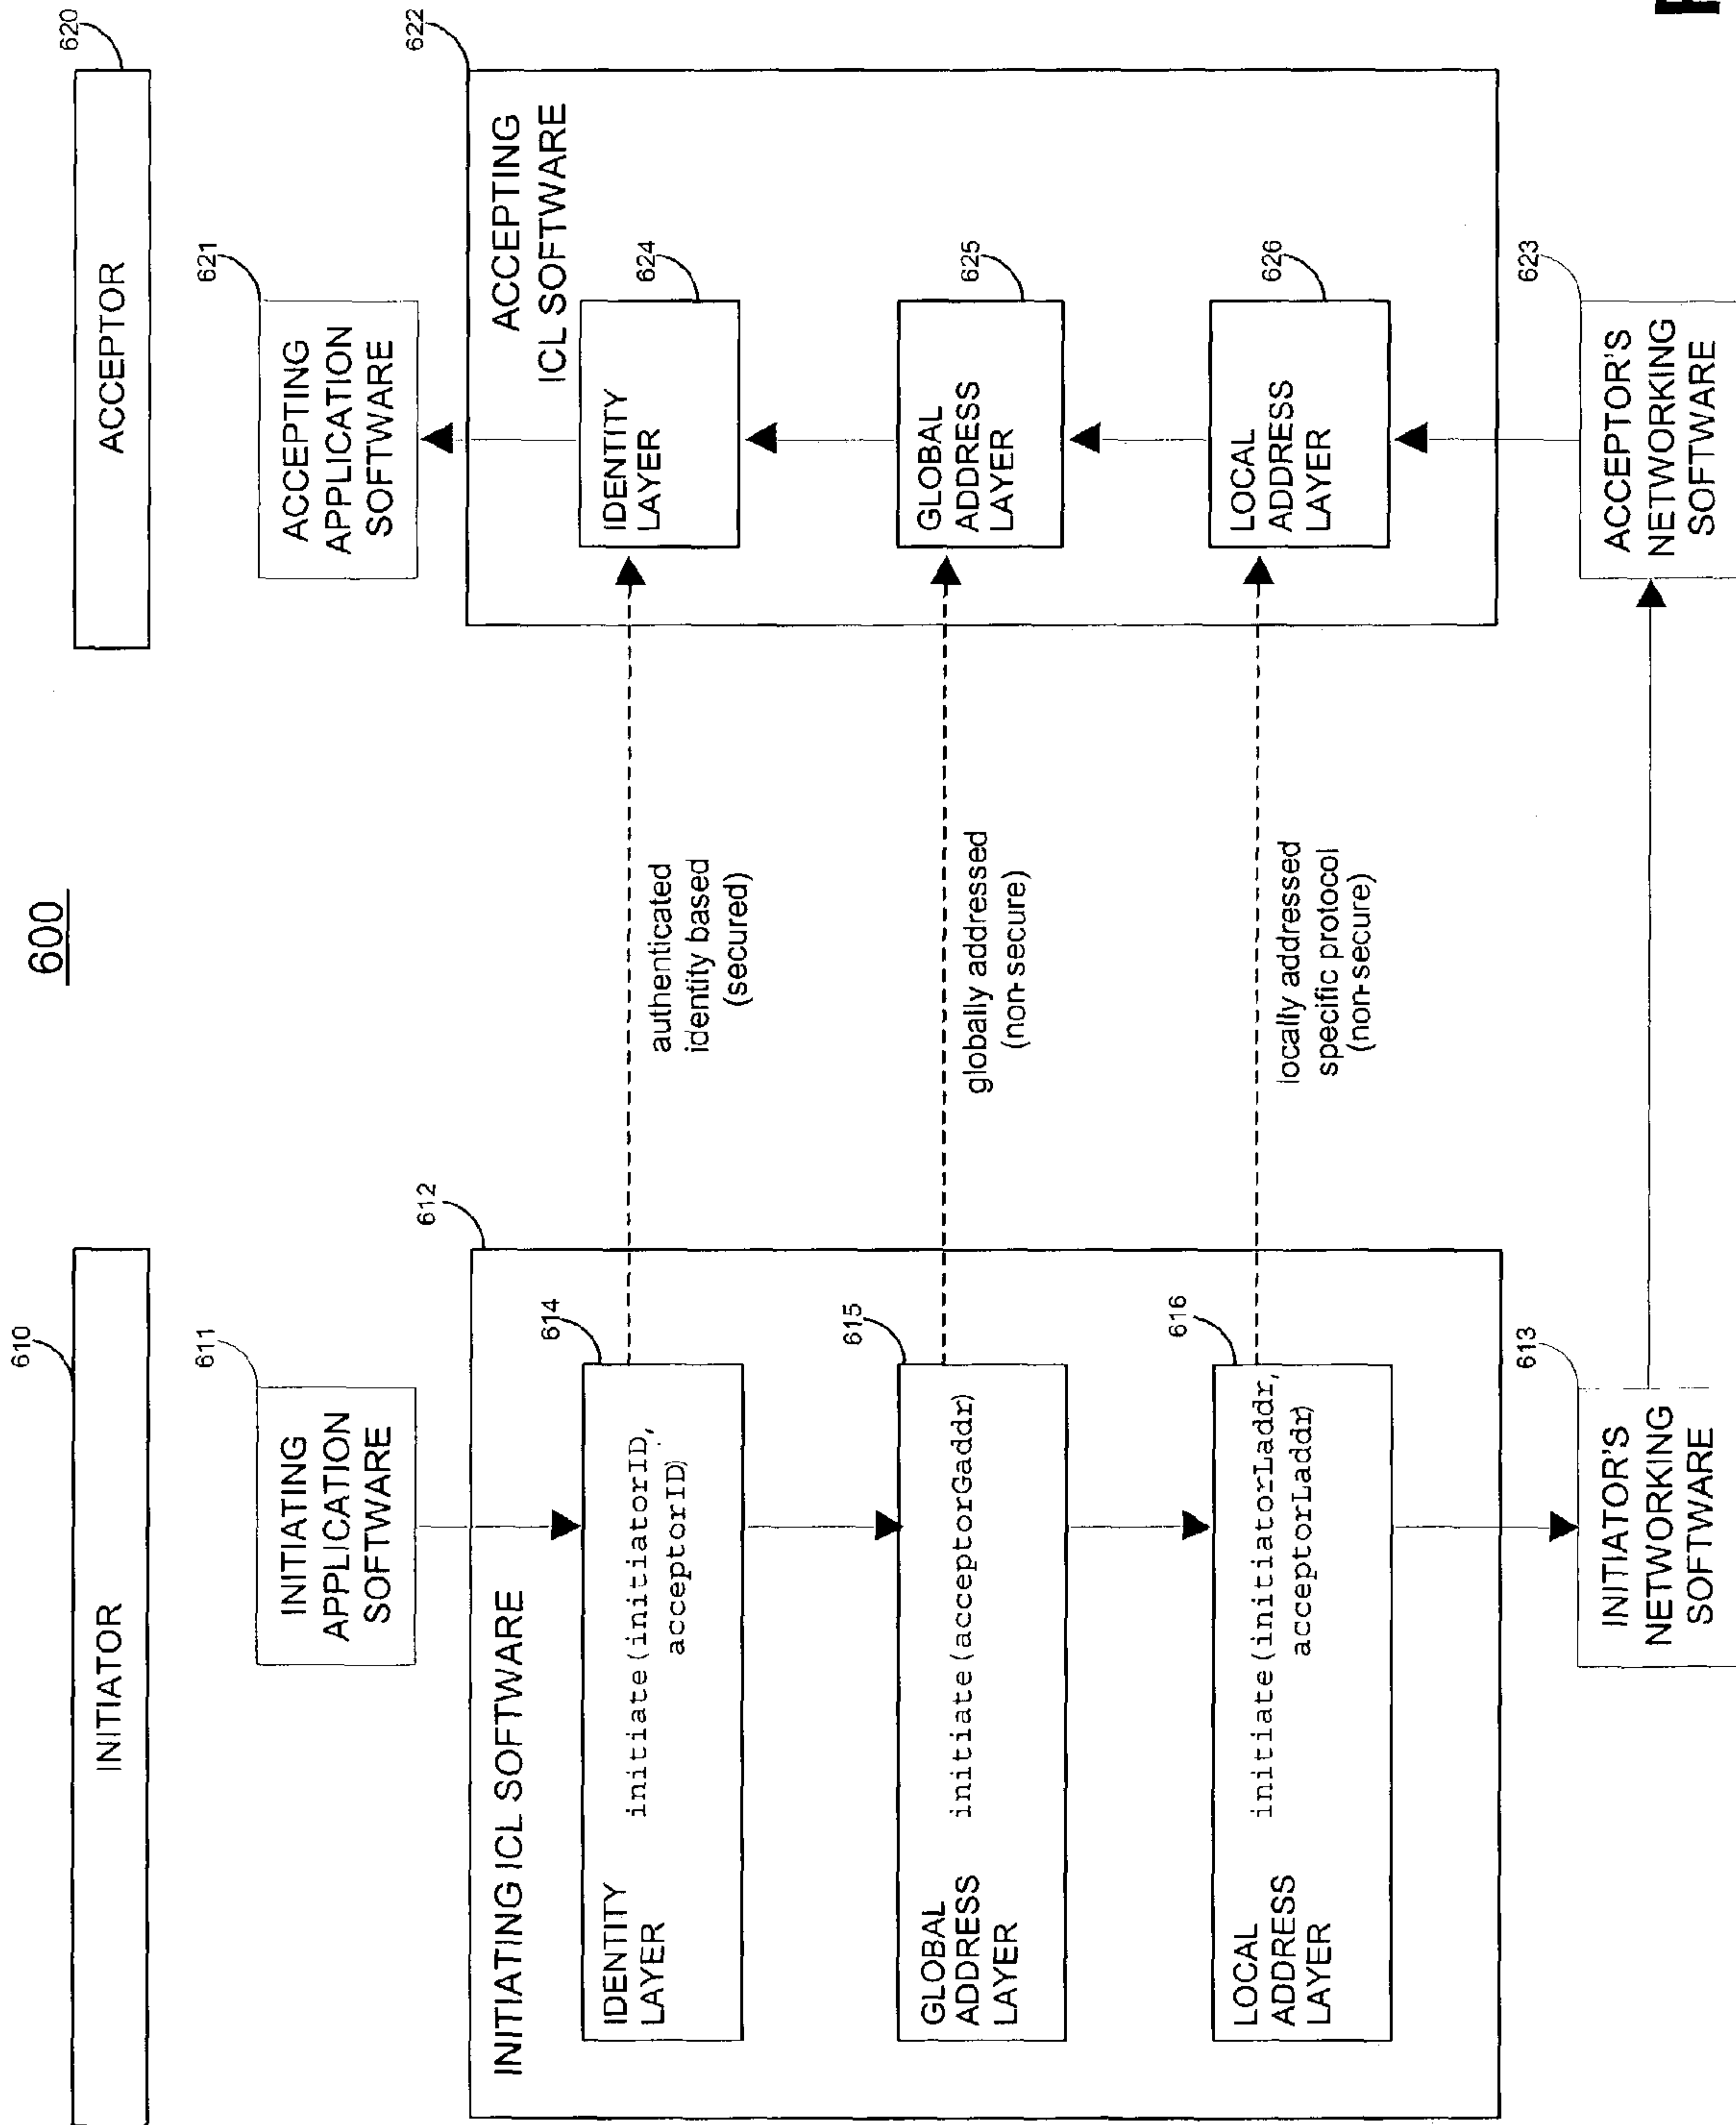 600
610
INITIATOR
620
ACCEPTOR
611
INITIATING
APPLICATION
SOFTWARE
621
ACCEPTING
APPLICATION
SOFTWARE
612
INITIATING ICL SOFTWARE
622
ACCEPTING
ICL SOFTWARE
614
IDENTITY
LAYER
initiate(initiatorID,
acceptorID)
authenticated
identity based
(secured)
624
IDENTITY
LAYER
615
GLOBAL
ADDRESS
LAYER
initiate(acceptorGaddr)
globally addressed
(non-secure)
625
GLOBAL
ADDRESS
LAYER
616
LOCAL
ADDRESS
LAYER
initiate(initiatorLaddr,
acceptorLaddr)
locally addressed
specific protocol
(non-secure)
626
LOCAL
ADDRESS
LAYER
613
INITIATOR'S
NETWORKING
SOFTWARE
623
ACCEPTOR'S
NETWORKING
SOFTWARE